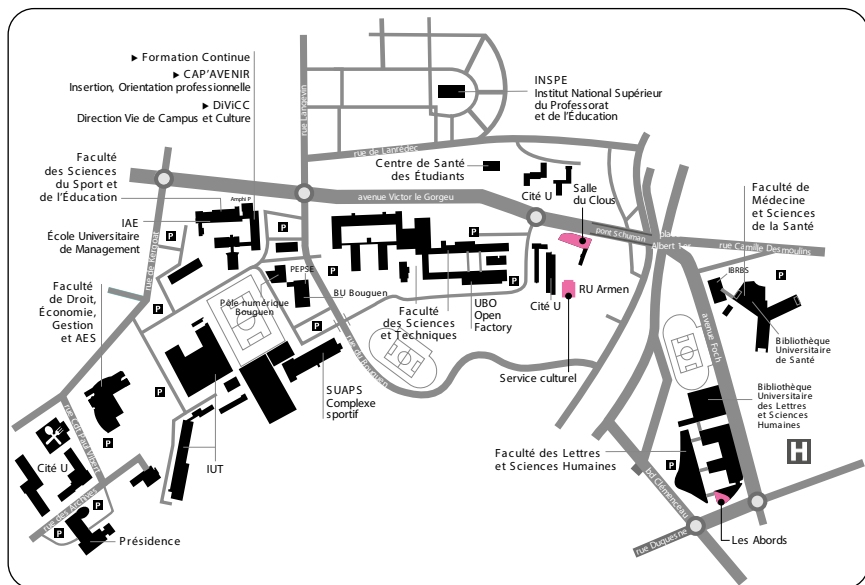 ▶ Formation Continue
▶ CAP'AVENIR
Insertion, Orientation professionnelle
▶ DiViCC
Direction Vie de Campus et Culture
rue Langevin
INSPE
Institut National Supérieur
du Professorat
et de l'Éducation
rue de Lanrédec
Centre de Santé
des Étudiants
Cité U
Salle
du Clous
Faculté
des Sciences
du Sport et
de l'Éducation
Amphi P
avenue Victor le Gorgeu
pont Schuman
Albert 1er
rue Camille Desmoulins
Faculté de
Médecine
et Sciences
de la Santé
IAE
École Universitaire
de Management
rue de Kergoat
P
P
P
P
P
P
PEPSE
BU Bouguen
Pôle numérique
Bouguen
Faculté
des Sciences
et Techniques
UBO
Open
Factory
Cité U
RU Armen
IBRBS
P
Bibliothèque
Universitaire
de Santé
Faculté
de Droit,
Économie,
Gestion
et AES
P
rue du Bouguen
SUAPS
Complexe
sportif
Service culturel
avenue Foch
Bibliothèque
Universitaire
des Lettres
et Sciences
Humaines
P
P
rue Cdt Paul Vibert
Cité U
IUT
Faculté des Lettres
et Sciences Humaines
P
H
bd Clémenceau
rue des Archives
P
P
Présidence
rue Duquesne
Les Abords